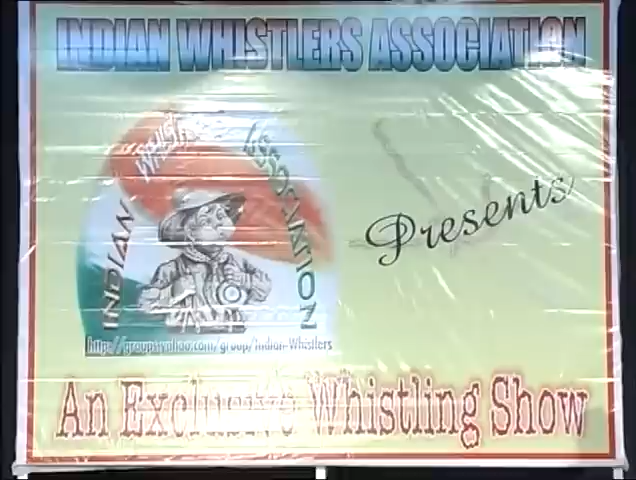 INDIAN WHISTLERS ASSOCIATION
INDIAN WHISTLERS ASSOCIATION
Presents
http://groups.yahoo.com/group/Indian-Whistlers
An Exclusive Whistling Show